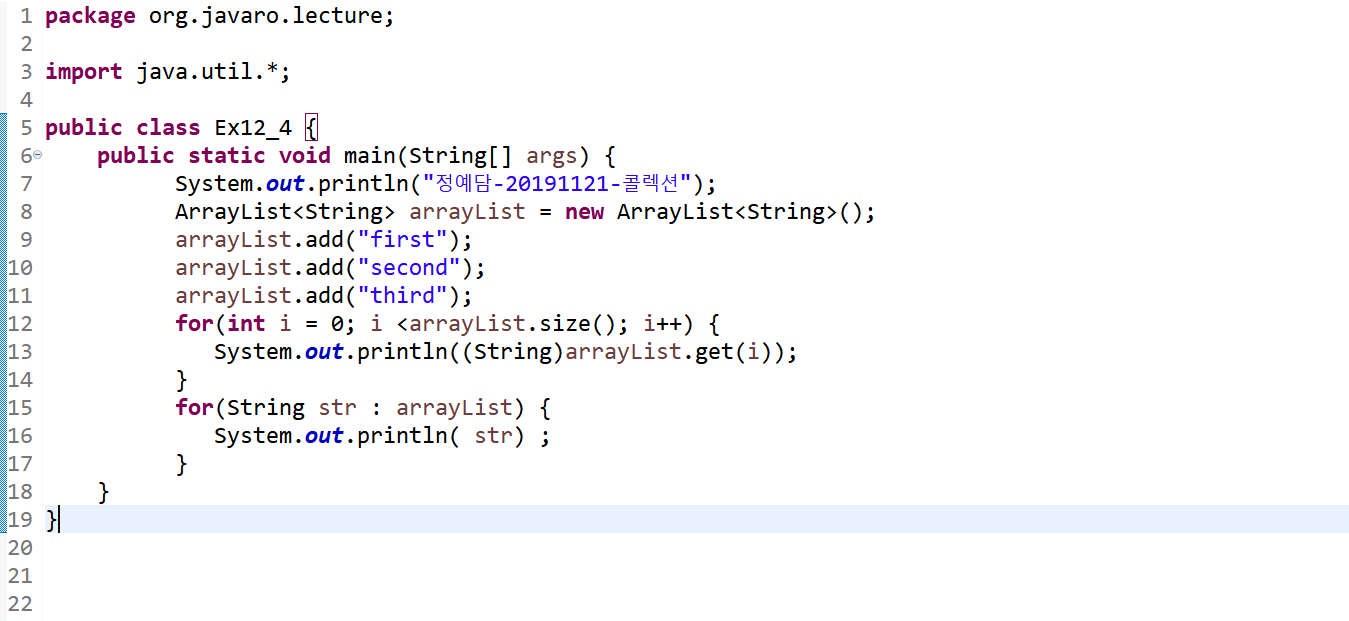 1 package org.javaro.lecture;
2
3 import java.util.*;
4
5 public class Ex12_4 {
6 public static void main(String[] args) {
7 System.out.println("정예담-20191121-콜렉션");
8 ArrayList<String> arrayList = new ArrayList<String>();
9 arrayList.add("first");
10 arrayList.add("second");
11 arrayList.add("third");
12 for(int i = 0; i <arrayList.size(); i++) {
13 System.out.println((String)arrayList.get(i));
14 }
15 for(String str : arrayList) {
16 System.out.println( str) ;
17 }
18 }
19 }
20
21
22